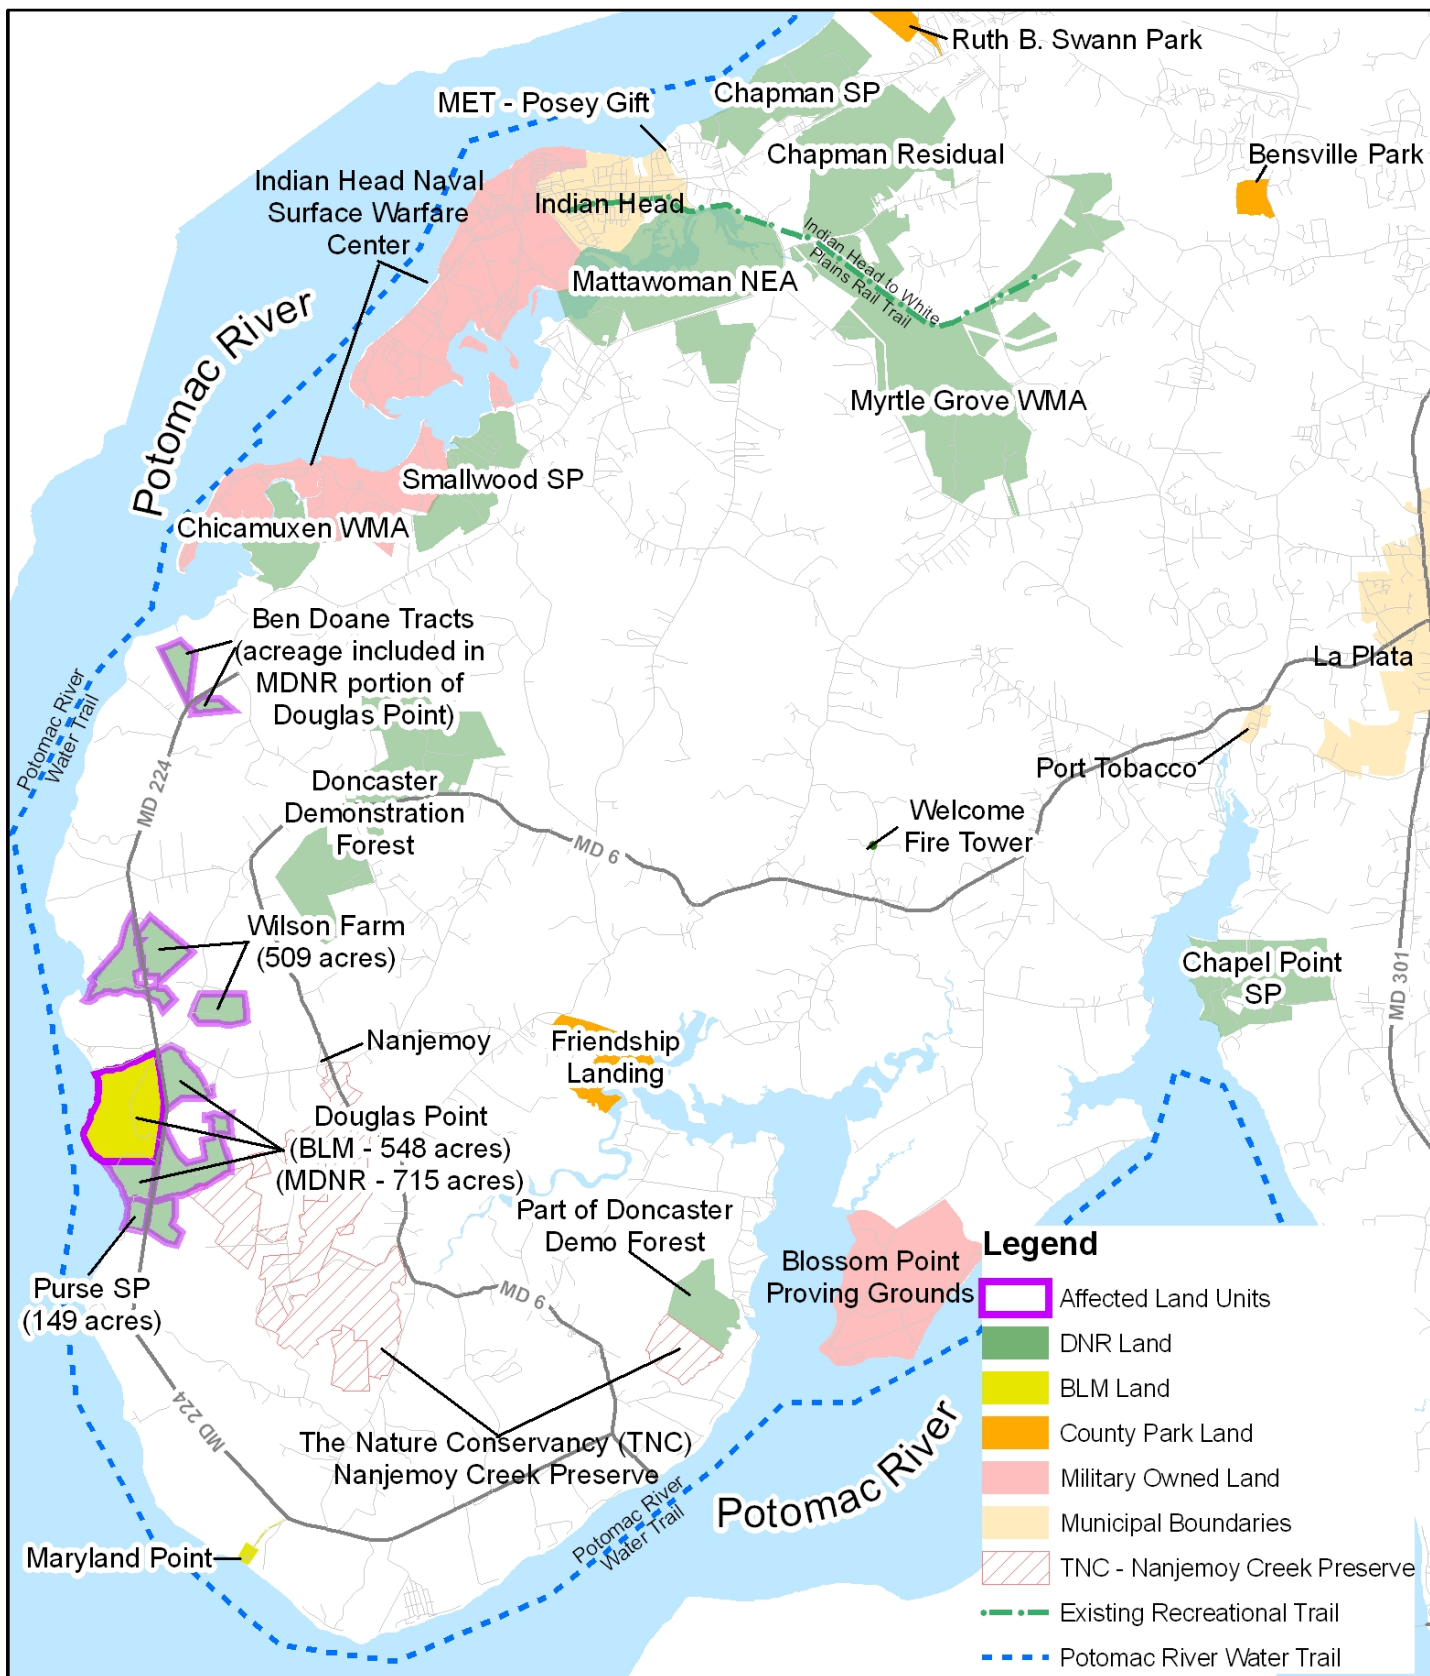 Ruth B. Swann Park
Chapman SP
MET - Posey Gift
Chapman Residual
Bensville Park
Indian Head Naval
Surface Warfare
Center
Indian Head
Indian Head to White
Plains Rail Trail
Mattawoman NEA
Potomac River
Myrtle Grove WMA
Smallwood SP
Chicamuxen WMA
Ben Doane Tracts
(acreage included in
MDNR portion of
Douglas Point)
La Plata
Potomac River
Water Trail
MD 224
Port Tobacco
Doncaster
Demonstration
Forest
MD 6
Welcome
Fire Tower
Wilson Farm
(509 acres)
Chapel Point
SP
MD 301
Nanjemoy
Friendship
Landing
Douglas Point
(BLM - 548 acres)
(MDNR - 715 acres)
Part of Doncaster
Demo Forest
Blossom Point
Proving Grounds
Purse SP
(149 acres)
MD 6
MD 224
The Nature Conservancy (TNC)
Nanjemoy Creek Preserve
Potomac River
Potomac River
Water Trail
Maryland Point
Legend
Affected Land Units
DNR Land
BLM Land
County Park Land
Military Owned Land
Municipal Boundaries
TNC - Nanjemoy Creek Preserve
Existing Recreational Trail
Potomac River Water Trail